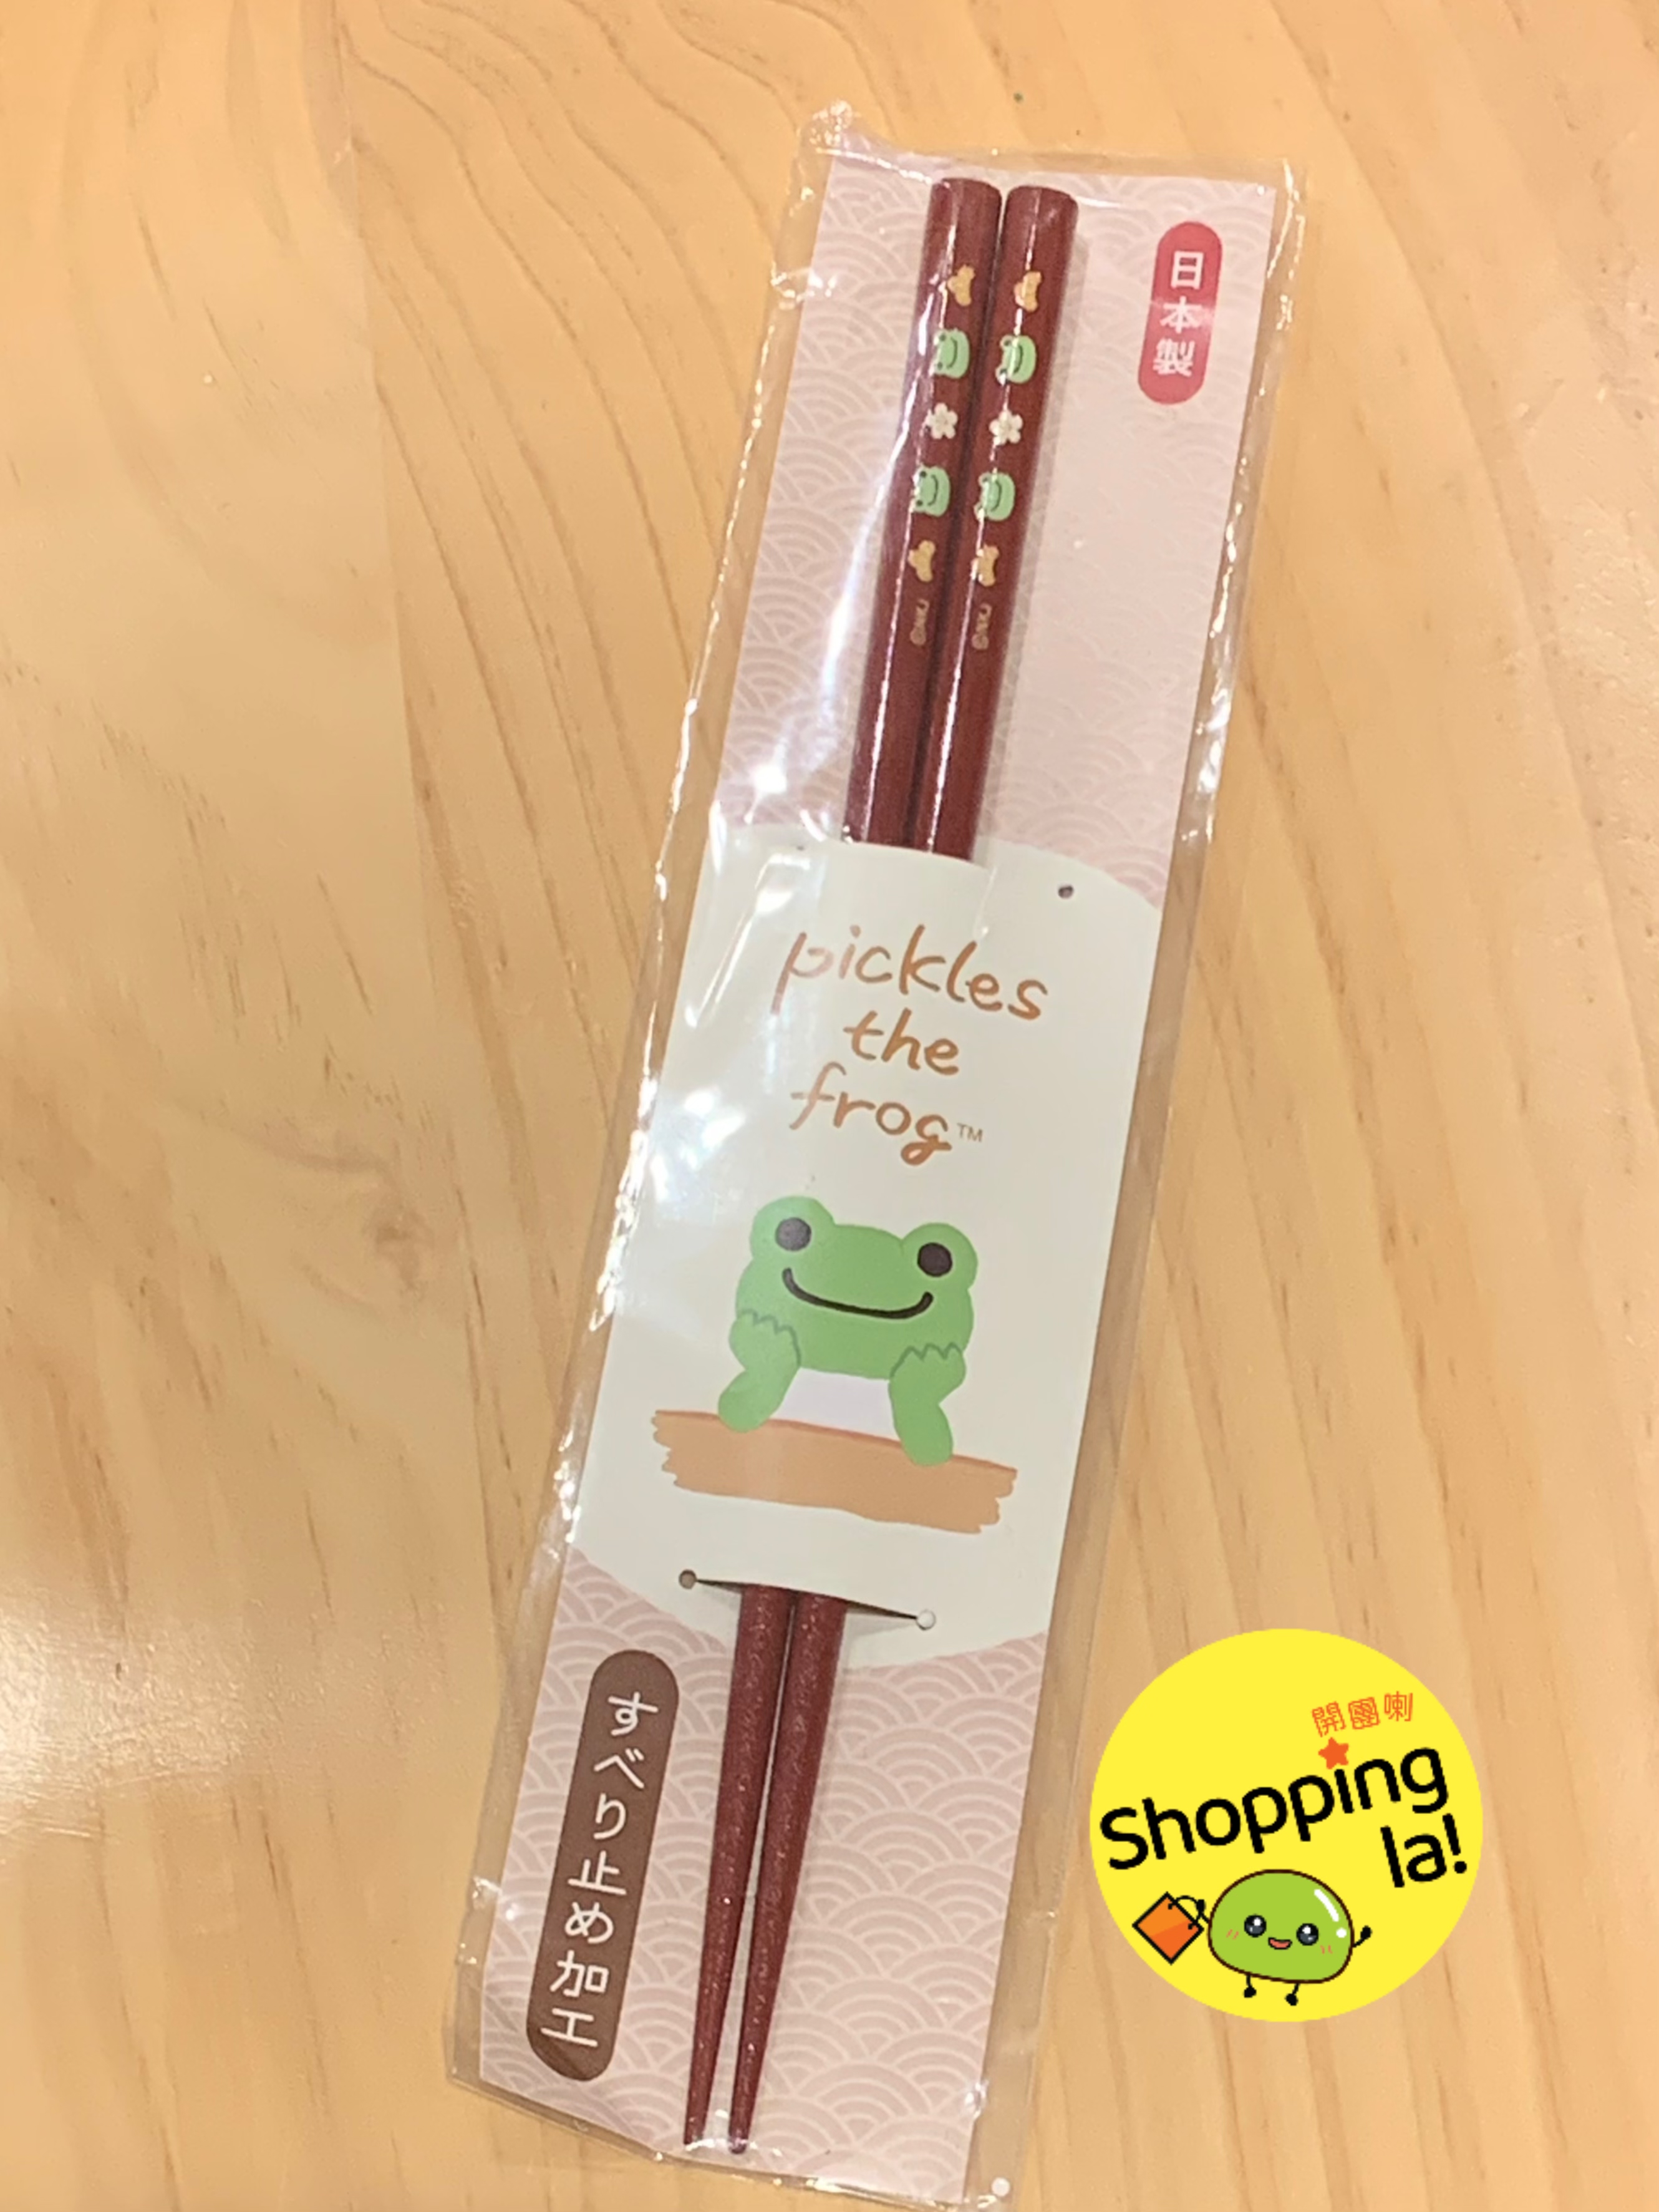 日本製
pickles
the
frog™
すべり止め加工
開團喇
Shopping
la!